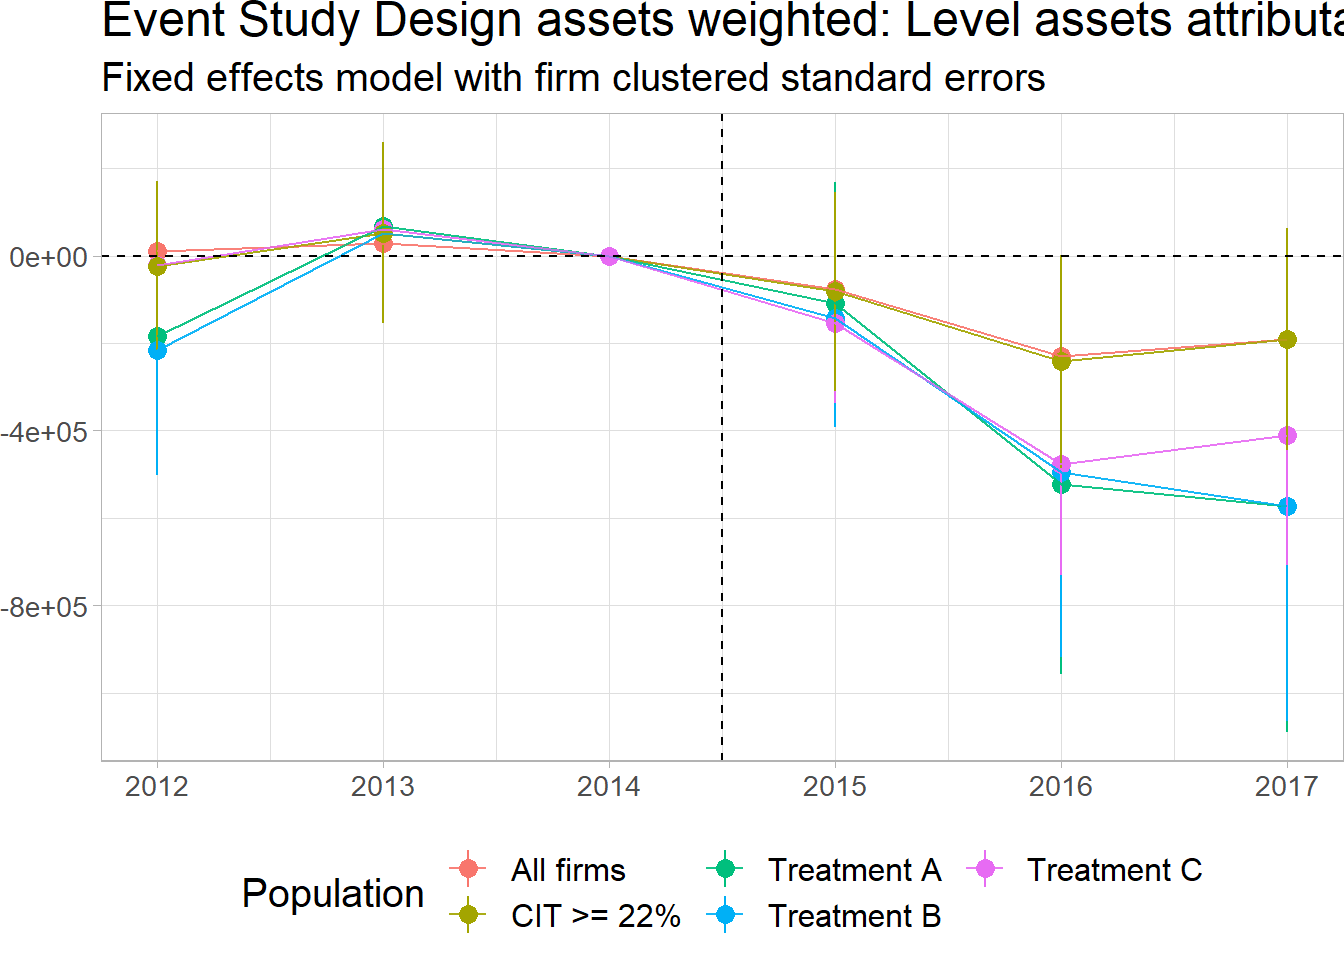 Event Study Design assets weighted: Level assets attributa
Fixed effects model with firm clustered standard errors
0e+00
-4e+05
-8e+05
2012 2013 2014 2015 2016 2017
Population
All firms Treatment A Treatment C
CIT >= 22% Treatment B